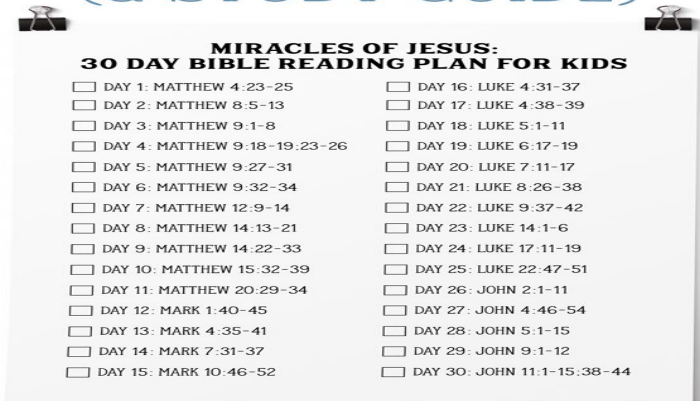 (& STUDY GUIDE)
MIRACLES OF JESUS:
30 DAY BIBLE READING PLAN FOR KIDS
DAY 1: MATTHEW 4:23-25
DAY 2: MATTHEW 8:5-13
DAY 3: MATTHEW 9:1-8
DAY 4: MATTHEW 9:18-19;23-26
DAY 5: MATTHEW 9:27-31
DAY 6: MATTHEW 9:32-34
DAY 7: MATTHEW 12:9-14
DAY 8: MATTHEW 14:13-21
DAY 9: MATTHEW 14:22-33
DAY 10: MATTHEW 15:32-39
DAY 11: MATTHEW 20:29-34
DAY 12: MARK 1:40-45
DAY 13: MARK 4:35-41
DAY 14: MARK 7:31-37
DAY 15: MARK 10:46-52
DAY 16: LUKE 4:31-37
DAY 17: LUKE 4:38-39
DAY 18: LUKE 5:1-11
DAY 19: LUKE 6:17-19
DAY 20: LUKE 7:11-17
DAY 21: LUKE 8:26-38
DAY 22: LUKE 9:37-42
DAY 23: LUKE 14:1-6
DAY 24: LUKE 17:11-19
DAY 25: LUKE 22:47-51
DAY 26: JOHN 2:1-11
DAY 27: JOHN 4:46-54
DAY 28: JOHN 5:1-15
DAY 29: JOHN 9:1-12
DAY 30: JOHN 11:1-15;38-44